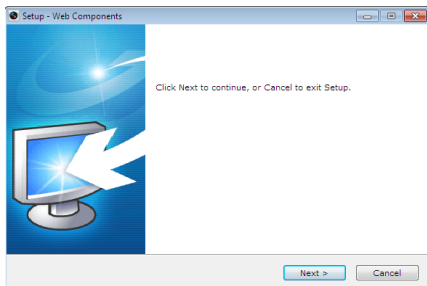 Setup - Web Components
Click Next to continue, or Cancel to exit Setup.
Next >
Cancel